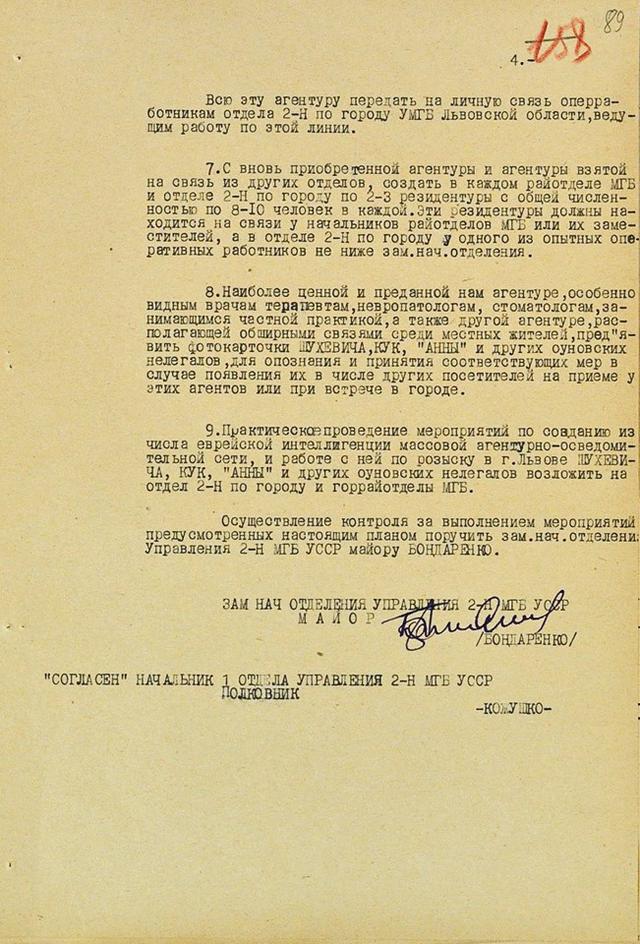 89
158
4.-
Всю эту агентуру передать на личную связь оперра-
ботникам отдела 2-Н по городу УМГБ Львовской области,веду-
щим работу по этой линии.
7.С вновь приобретенной агентуры и агентуры взятой
на связь из других отделов, создать в каждом райотделе МГБ
и отделе 2-Н по городу по 2-3 резидентуры с общей числен-
ностью по 8-10 человек в каждой.Эти резидентуры должны на-
ходится на связи у начальников райотделов МГБ или их заме-
стителей, а в отделе 2-Н по городу у одного из опытных опе-
ративных работников не ниже зам.нач.отделения.
8.Наиболее ценной и преданной нам агентуре,особенно
видным врачам терапевтам,невропатологам, стоматологам,за-
нимающимся частной практикой,а также другой агентуре,рас-
полагающей обширными связями среди местных жителей,пред"я-
вить фотокарточки ШУХЕВИЧА,КУК, "АННЫ" и других оуновских
нелегалов,для опознания и принятия соответствующих мер в
случае появления их в числе других посетителей на приеме у
этих агентов или при встрече в городе.
9.Практическое проведение мероприятий по созданию из
числа еврейской интеллигенции массовой агентурно-осведоми-
тельной сети, и работе с ней по розыску в г.Львове ШУХЕВИ-
ЧА, КУК, "АННЫ" и других оуновских нелегалов возложить на
отдел 2-Н по городу и горрайотделы МГБ.
Осуществление контроля за выполнением мероприятий
предусмотренных настоящим планом поручить зам.нач.отделени
Управления 2-Н МГБ УССР майору БОНДАРЕНКО.
ЗАМ НАЧ ОТДЕЛЕНИЯ УПРАВЛЕНИЯ 2-Н МГБ УССР
М А Й О Р
/БОНДАРЕНКО/
"СОГЛАСЕН" НАЧАЛЬНИК 1 ОТДЕЛА УПРАВЛЕНИЯ 2-Н МГБ УССР
ПОЛКОВНИК
-КОЖУШКО-